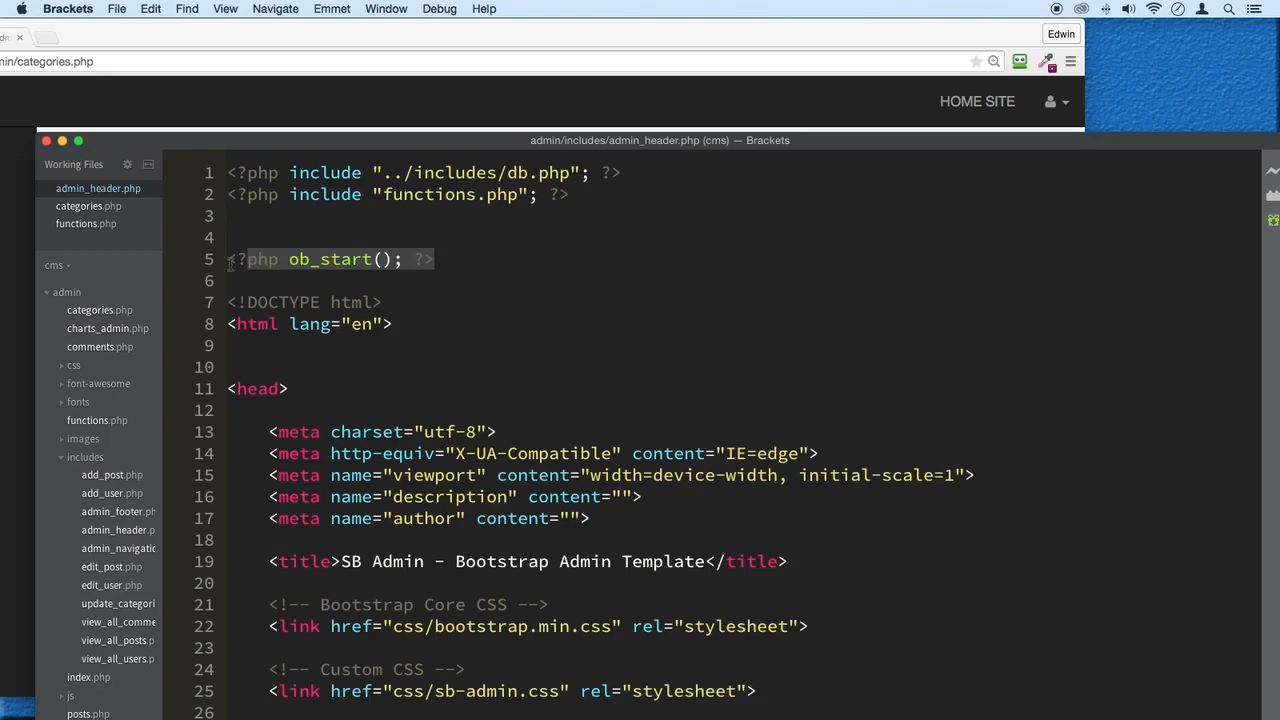 Brackets File Edit Find View Navigate Emmet Window Debug Help
Edwin
min/categories.php
HOME SITE
admin/includes/admin_header.php (cms) — Brackets
Working Files
admin_header.php
categories.php
functions.php
cms
admin
categories.php
charts_admin.php
comments.php
css
font-awesome
fonts
functions.php
images
includes
add_post.php
add_user.php
admin_footer.ph
admin_header.p
admin_navigatio
edit_post.php
edit_user.php
update_categori
view_all_comme
view_all_posts.p
view_all_users.p
index.php
js
posts.php
1 <?php include "../includes/db.php"; ?>
2 <?php include "functions.php"; ?>
3
4
5 <?php ob_start(); ?>
6
7 <!DOCTYPE html>
8 <html lang="en">
9
10
11 <head>
12
13 <meta charset="utf-8">
14 <meta http-equiv="X-UA-Compatible" content="IE=edge">
15 <meta name="viewport" content="width=device-width, initial-scale=1">
16 <meta name="description" content="">
17 <meta name="author" content="">
18
19 <title>SB Admin - Bootstrap Admin Template</title>
20
21 <!-- Bootstrap Core CSS -->
22 <link href="css/bootstrap.min.css" rel="stylesheet">
23
24 <!-- Custom CSS -->
25 <link href="css/sb-admin.css" rel="stylesheet">
26